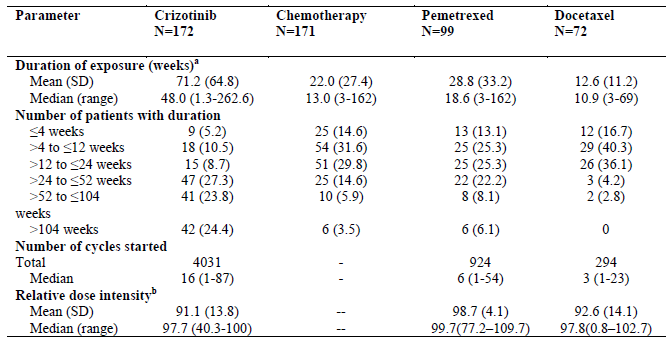 Parameter Crizotinib Chemotherapy Pemetrexed Docetaxel
N=172 N=171 N=99 N=72
Duration of exposure (weeks)a
Mean (SD) 71.2 (64.8) 22.0 (27.4) 28.8 (33.2) 12.6 (11.2)
Median (range) 48.0 (1.3-262.6) 13.0 (3-162) 18.6 (3-162) 10.9 (3-69)
Number of patients with duration
≤4 weeks 9 (5.2) 25 (14.6) 13 (13.1) 12 (16.7)
>4 to ≤12 weeks 18 (10.5) 54 (31.6) 25 (25.3) 29 (40.3)
>12 to ≤24 weeks 15 (8.7) 51 (29.8) 25 (25.3) 26 (36.1)
>24 to ≤52 weeks 47 (27.3) 25 (14.6) 22 (22.2) 3 (4.2)
>52 to ≤104 41 (23.8) 10 (5.9) 8 (8.1) 2 (2.8)
weeks
>104 weeks 42 (24.4) 6 (3.5) 6 (6.1) 0
Number of cycles started
Total 4031 - 924 294
Median 16 (1-87) - 6 (1-54) 3 (1-23)
Relative dose intensityb
Mean (SD) 91.1 (13.8) -- 98.7 (4.1) 92.6 (14.1)
Median (range) 97.7 (40.3-100) -- 99.7(77.2–109.7) 97.8(0.8–102.7)